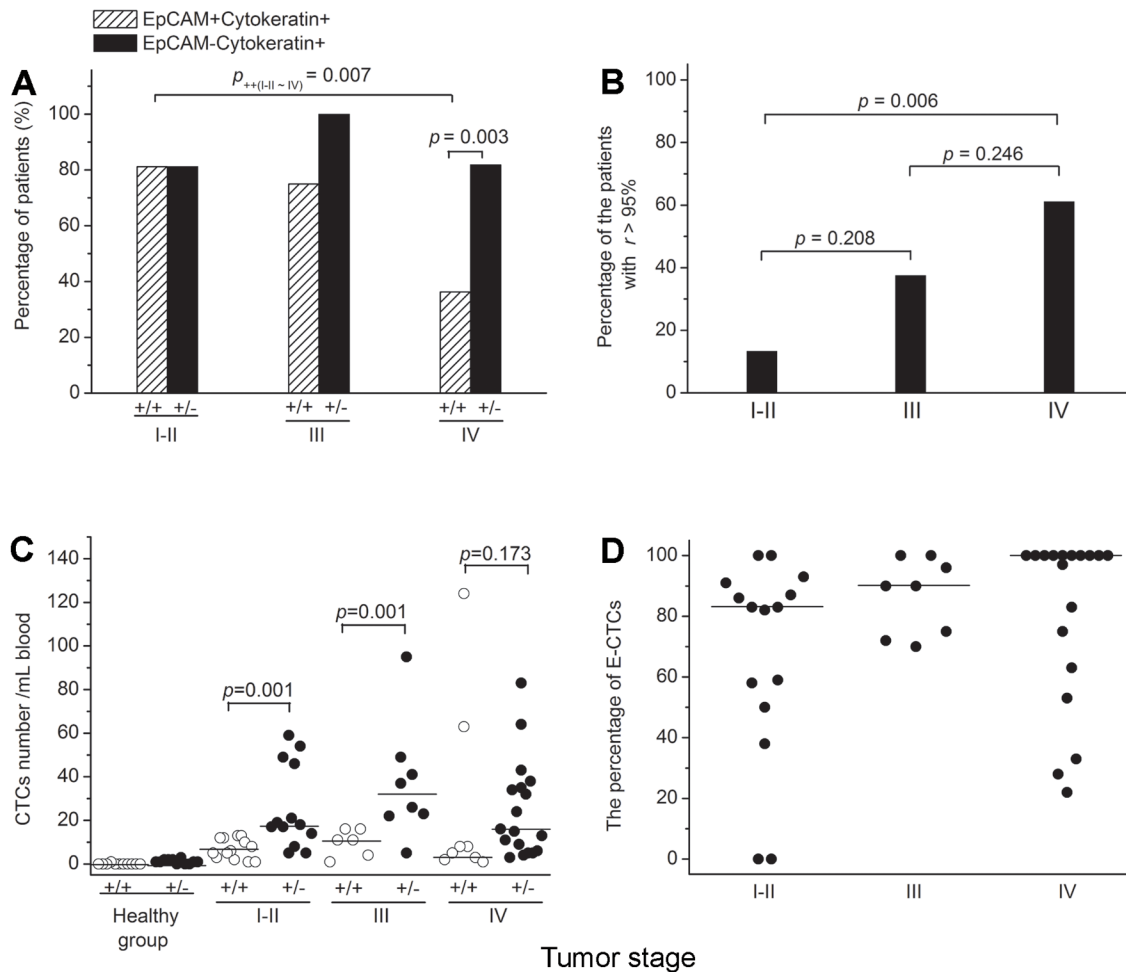 EpCAM+Cytokeratin+
EpCAM-Cytokeratin+
A
Percentage of patients (%)
100
80
60
40
20
0
p++(I-II ~ IV) = 0.007
p = 0.003
+/+ +/- +/+ +/- +/+ +/-
I-II III IV
B
Percentage of the patients
with r > 95%
100
80
60
40
20
0
p = 0.006
p = 0.246
p = 0.208
I-II III IV
C
CTCs number /mL blood
140
120
100
80
60
40
20
0
p=0.001
p=0.001
p=0.173
+/+ +/- +/+ +/- +/+ +/- +/+ +/-
Healthy
group
I-II III IV
D
The percentage of E-CTCs
100
80
60
40
20
0
I-II III IV
Tumor stage